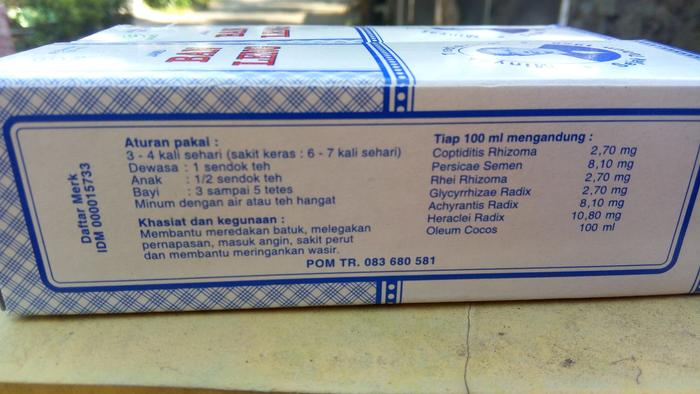 Daftar Merk
IDM 000015733
Aturan pakai :
3 - 4 kali sehari (sakit keras : 6 - 7 kali sehari)
Dewasa : 1 sendok teh
Anak : 1/2 sendok teh
Bayi : 3 sampai 5 tetes
Minum dengan air atau teh hangat
Khasiat dan kegunaan :
Membantu meredakan batuk, melegakan
pernapasan, masuk angin, sakit perut
dan membantu meringankan wasir.
Tiap 100 ml mengandung :
Coptiditis Rhizoma 2,70 mg
Persicae Semen 8,10 mg
Rhei Rhizoma 2,70 mg
Glycyrrhizae Radix 2,70 mg
Achyrantis Radix 8,10 mg
Heraclei Radix 10,80 mg
Oleum Cocos 100 ml
POM TR. 083 680 581